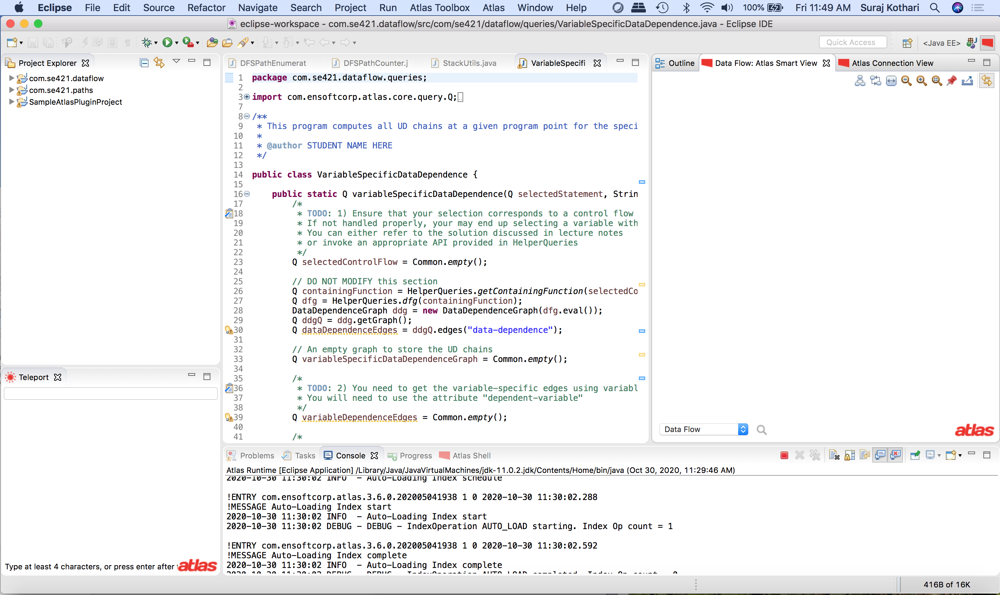 Eclipse File Edit Source Refactor Navigate Search Project Run Atlas Toolbox Atlas Window Help 100% Fri 11:49 AM Suraj Kothari
eclipse-workspace - com.se421.dataflow/src/com/se421/dataflow/queries/VariableSpecificDataDependence.java - Eclipse IDE
Quick Access <Java EE>
Project Explorer
com.se421.dataflow
com.se421.paths
SampleAtlasPluginProject
Teleport
Type at least 4 characters, or press enter after
atlas
DFSPathEnumerat DFSPathCounter.j StackUtils.java VariableSpecifi
1 package com.se421.dataflow.queries;
2
3 import com.ensoftcorp.atlas.core.query.Q;
7
8 /**
9 * This program computes all UD chains at a given program point for the speci
10 *
11 * @author STUDENT NAME HERE
12 */
13
14 public class VariableSpecificDataDependence {
15
16 public static Q variableSpecificDataDependence(Q selectedStatement, Strin
17 /*
18 * TODO: 1) Ensure that your selection corresponds to a control flow
19 * If not handled properly, your may end up selecting a variable with
20 * You can either refer to the solution discussed in lecture notes
21 * or invoke an appropriate API provided in HelperQueries
22 */
23 Q selectedControlFlow = Common.empty();
24
25 // DO NOT MODIFY this section
26 Q containingFunction = HelperQueries.getContainingFunction(selectedCo
27 Q dfg = HelperQueries.dfg(containingFunction);
28 DataDependenceGraph ddg = new DataDependenceGraph(dfg.eval());
29 Q ddgQ = ddg.getGraph();
30 Q dataDependenceEdges = ddgQ.edges("data-dependence");
31
32 // An empty graph to store the UD chains
33 Q variableSpecificDataDependenceGraph = Common.empty();
34
35 /*
36 * TODO: 2) You need to get the variable-specific edges using variabl
37 * You will need to use the attribute "dependent-variable"
38 */
39 Q variableDependenceEdges = Common.empty();
40
41 /*
Outline Data Flow: Atlas Smart View Atlas Connection View
Data Flow
atlas
Problems Tasks Console Progress Atlas Shell
Atlas Runtime [Eclipse Application] /Library/Java/JavaVirtualMachines/jdk-11.0.2.jdk/Contents/Home/bin/java (Oct 30, 2020, 11:29:46 AM)
2020-10-30 11:30:02 INFO - Auto-Loading Index schedule
!ENTRY com.ensoftcorp.atlas.3.6.0.202005041938 1 0 2020-10-30 11:30:02.288
!MESSAGE Auto-Loading Index start
2020-10-30 11:30:02 INFO - Auto-Loading Index start
2020-10-30 11:30:02 DEBUG - DEBUG - IndexOperation AUTO_LOAD starting. Index Op count = 1
!ENTRY com.ensoftcorp.atlas.3.6.0.202005041938 1 0 2020-10-30 11:30:02.592
!MESSAGE Auto-Loading Index complete
2020-10-30 11:30:02 INFO - Auto-Loading Index complete
2020-10-30 11:30:02 DEBUG - DEBUG - IndexOperation AUTO_LOAD completed. Index Op count = 0
416B of 16K